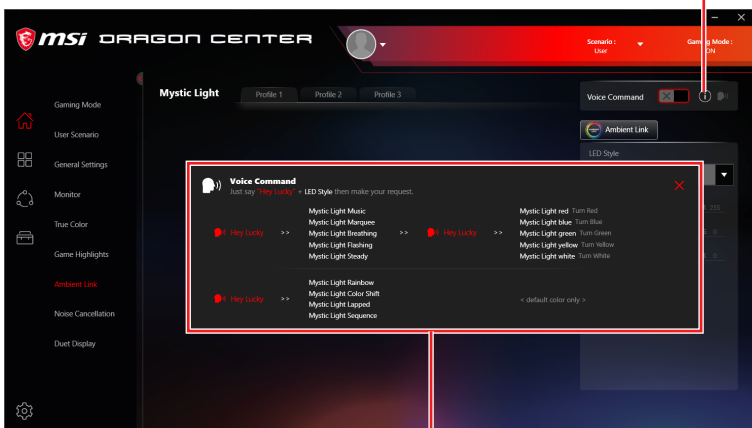 msi DRAGON CENTER
Scenario :
User
Gaming Mode :
ON
Gaming Mode
User Scenario
General Settings
Monitor
True Color
Game Highlights
Ambient Link
Noise Cancellation
Duet Display
Mystic Light
Profile 1
Profile 2
Profile 3
Voice Command
Ambient Link
LED Style
255
0
0
Voice Command
Just say "Hey Lucky" + LED Style then make your request.
Hey Lucky >>
Mystic Light Music
Mystic Light Marquee
Mystic Light Breathing
Mystic Light Flashing
Mystic Light Steady
>> Hey Lucky >>
Mystic Light red Turn Red
Mystic Light blue Turn Blue
Mystic Light green Turn Green
Mystic Light yellow Turn Yellow
Mystic Light white Turn White
Hey Lucky >>
Mystic Light Rainbow
Mystic Light Color Shift
Mystic Light Lapped
Mystic Light Sequence
< default color only >